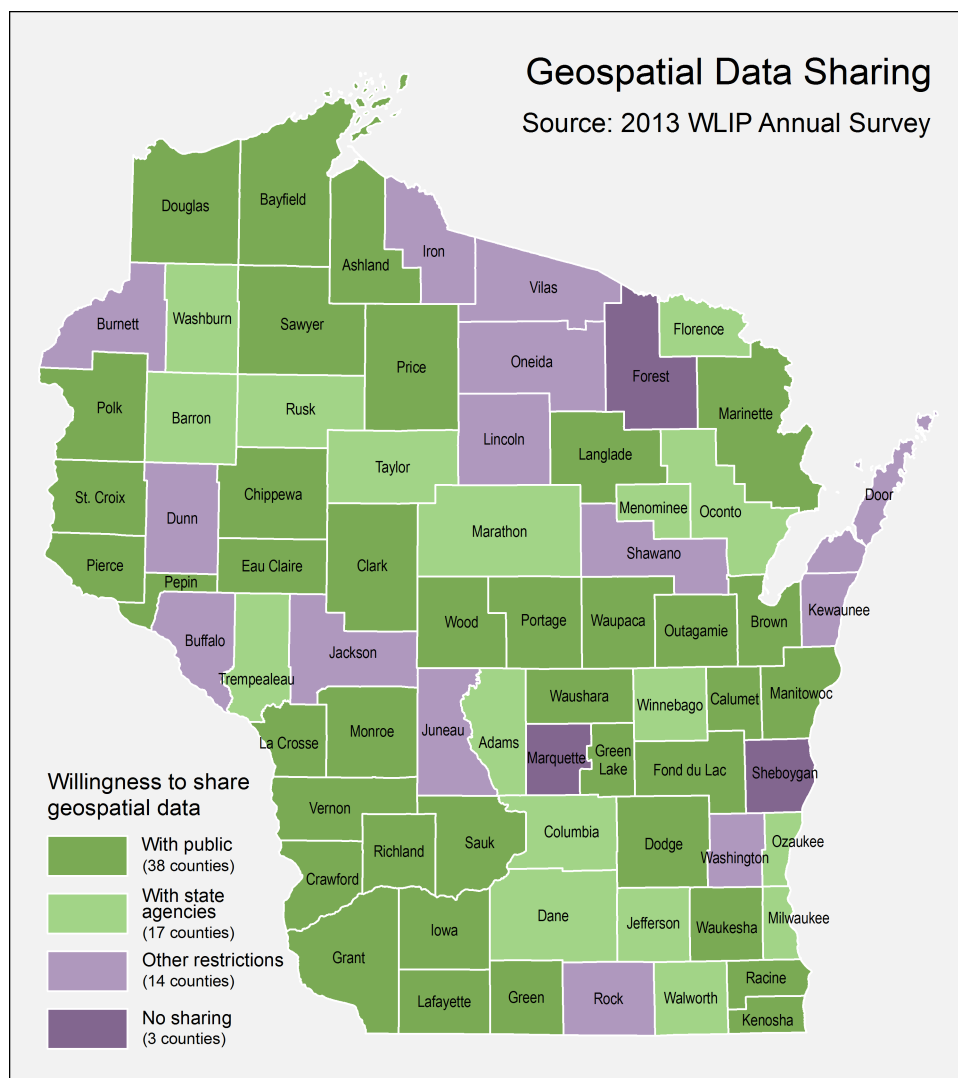 Geospatial Data Sharing
Source: 2013 WLIP Annual Survey
Bayfield
Douglas
Iron
Ashland
Vilas
Washburn
Burnett
Sawyer
Florence
Oneida
Price
Forest
Polk
Rusk
Marinette
Barron
Lincoln
Langlade
Taylor
Chippewa
St. Croix
Door
Menominee
Oconto
Dunn
Marathon
Shawano
Pierce
Eau Claire
Clark
Pepin
Kewaunee
Wood
Portage
Waupaca
Brown
Outagamie
Buffalo
Jackson
Trempealeau
Waushara
Manitowoc
Calumet
Winnebago
Monroe
Juneau
La Crosse
Adams
Marquette
Green
Lake
Fond du Lac
Sheboygan
Vernon
Columbia
Sauk
Dodge
Ozaukee
Richland
Washington
Crawford
Dane
Milwaukee
Jefferson
Waukesha
Iowa
Grant
Racine
Lafayette
Green
Rock
Walworth
Kenosha
Willingness to share
geospatial data
With public
(38 counties)
With state
agencies
(17 counties)
Other restrictions
(14 counties)
No sharing
(3 counties)